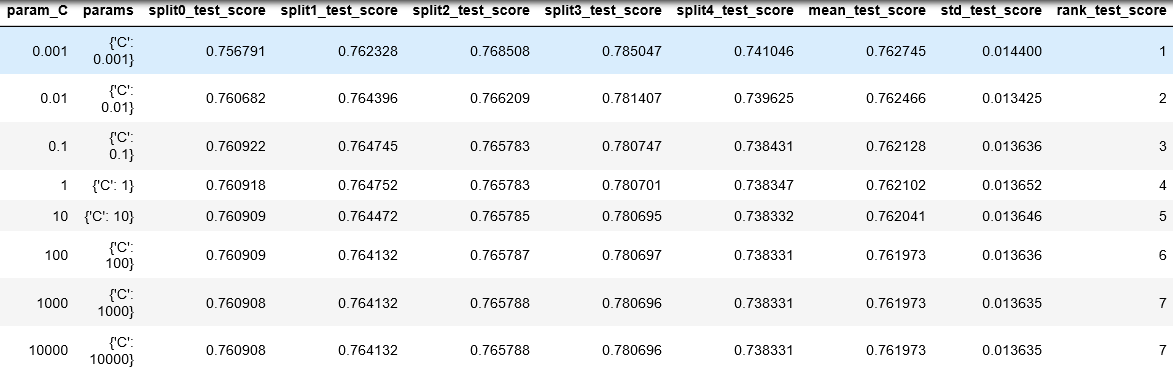 param_C params split0_test_score split1_test_score split2_test_score split3_test_score split4_test_score mean_test_score std_test_score rank_test_score
0.001 {'C': 0.001} 0.756791 0.762328 0.768508 0.785047 0.741046 0.762745 0.014400 1
0.01 {'C': 0.01} 0.760682 0.764396 0.766209 0.781407 0.739625 0.762466 0.013425 2
0.1 {'C': 0.1} 0.760922 0.764745 0.765783 0.780747 0.738431 0.762128 0.013636 3
1 {'C': 1} 0.760918 0.764752 0.765783 0.780701 0.738347 0.762102 0.013652 4
10 {'C': 10} 0.760909 0.764472 0.765785 0.780695 0.738332 0.762041 0.013646 5
100 {'C': 100} 0.760909 0.764132 0.765787 0.780697 0.738331 0.761973 0.013636 6
1000 {'C': 1000} 0.760908 0.764132 0.765788 0.780696 0.738331 0.761973 0.013635 7
10000 {'C': 10000} 0.760908 0.764132 0.765788 0.780696 0.738331 0.761973 0.013635 7